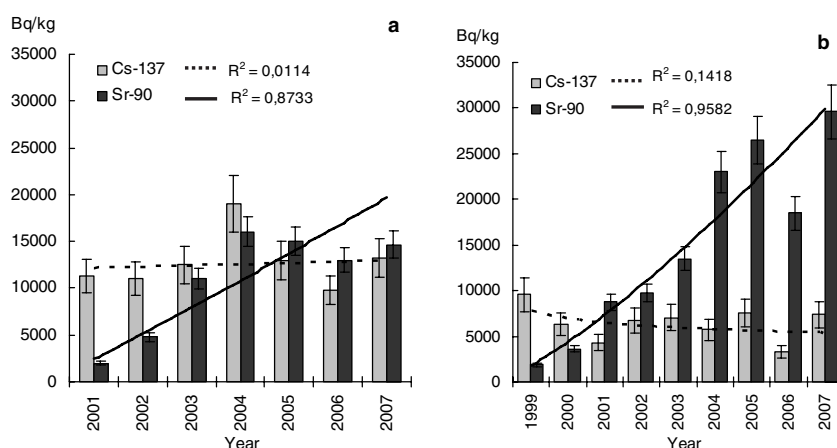 Bq/kg
a
35000
30000
25000
20000
15000
10000
5000
0
Cs-137 R² = 0,0114
Sr-90 R² = 0,8733
2001 2002 2003 2004 2005 2006 2007
Year
Bq/kg
b
35000
30000
25000
20000
15000
10000
5000
0
Cs-137 R² = 0,1418
Sr-90 R² = 0,9582
1999 2000 2001 2002 2003 2004 2005 2006 2007
Year